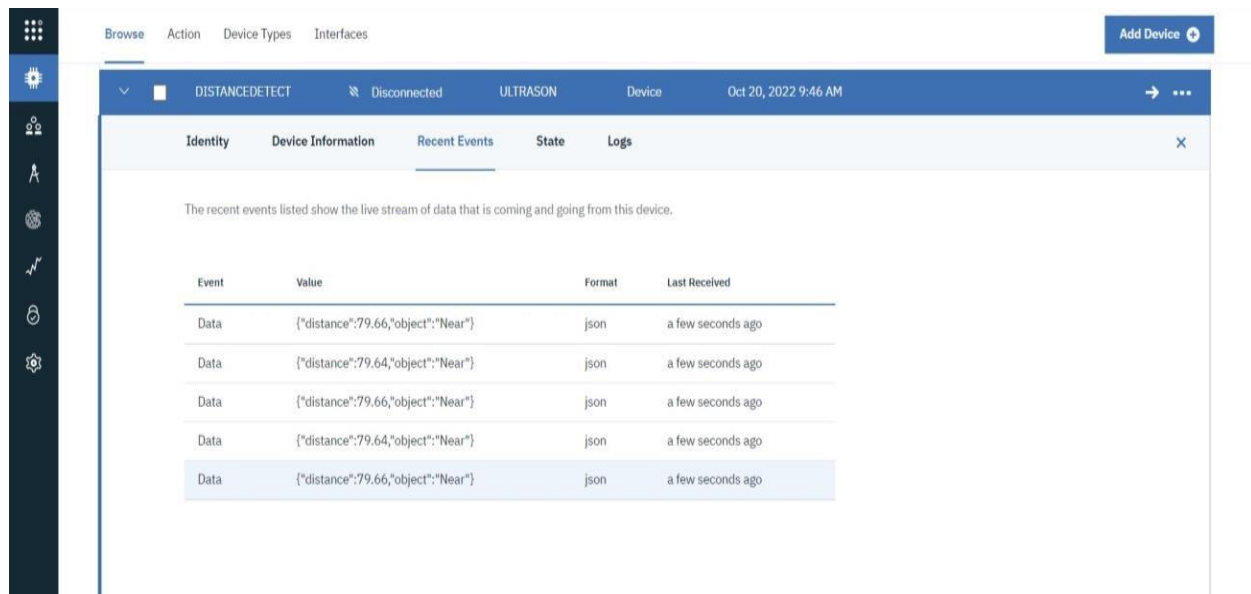 Browse Action Device Types Interfaces Add Device
DISTANCEDETECT Disconnected ULTRASON Device Oct 20, 2022 9:46 AM
Identity Device Information Recent Events State Logs
The recent events listed show the live stream of data that is coming and going from this device.
Event Value Format Last Received
Data {"distance":79.66,"object":"Near"} json a few seconds ago
Data {"distance":79.64,"object":"Near"} json a few seconds ago
Data {"distance":79.66,"object":"Near"} json a few seconds ago
Data {"distance":79.64,"object":"Near"} json a few seconds ago
Data {"distance":79.66,"object":"Near"} json a few seconds ago